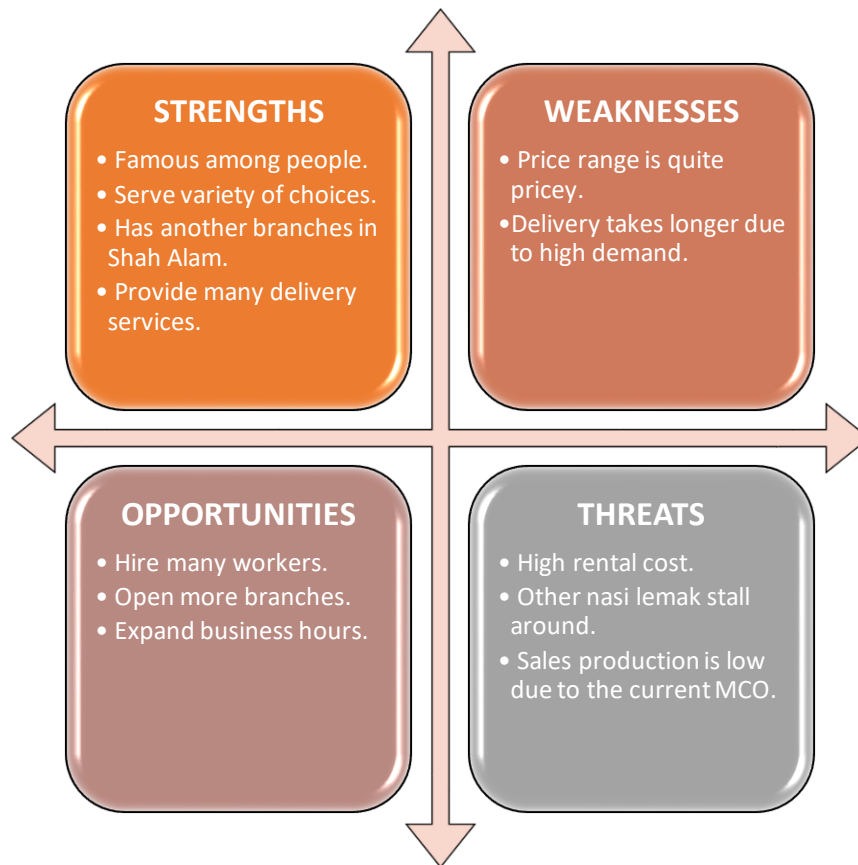 STRENGTHS
• Famous among people.
• Serve variety of choices.
• Has another branches in
Shah Alam.
• Provide many delivery
services.
WEAKNESSES
• Price range is quite
pricey.
•Delivery takes longer due
to high demand.
OPPORTUNITIES
• Hire many workers.
• Open more branches.
• Expand business hours.
THREATS
• High rental cost.
• Other nasi lemak stall
around.
• Sales production is low
due to the current MCO.